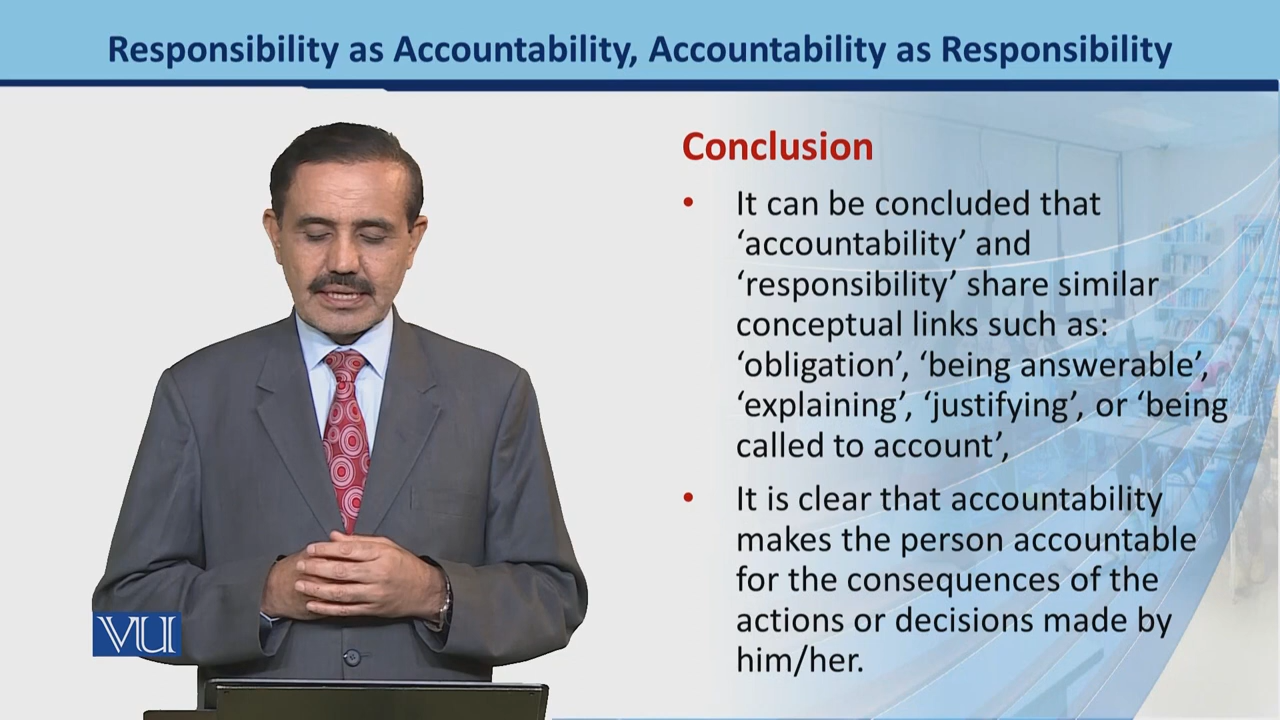 Responsibility as Accountability, Accountability as Responsibility
Conclusion
• It can be concluded that
‘accountability’ and
‘responsibility’ share similar
conceptual links such as:
‘obligation’, ‘being answerable’,
‘explaining’, ‘justifying’, or ‘being
called to account’,
• It is clear that accountability
makes the person accountable
for the consequences of the
actions or decisions made by
him/her.
VU